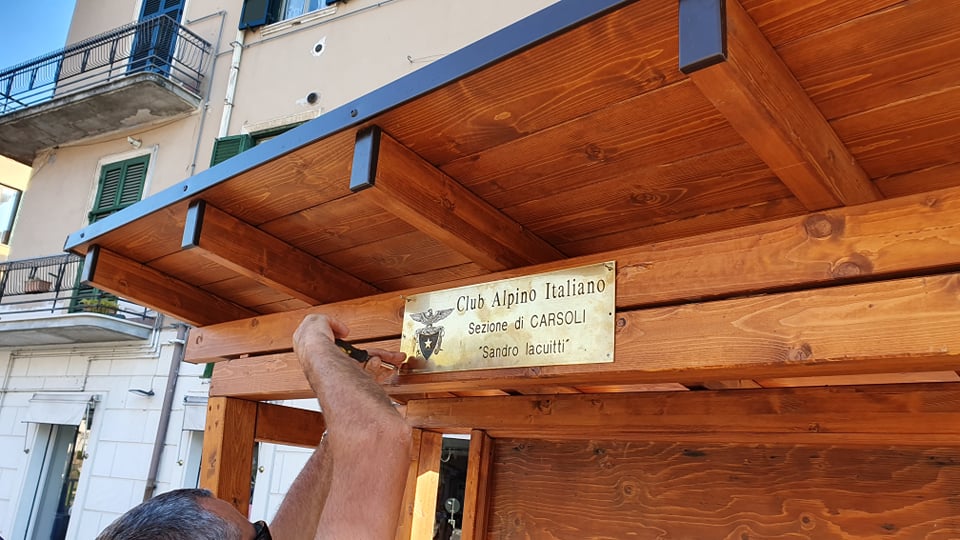 Club Alpino Italiano
Sezione di CARSOLI
"Sandro Iacuitti"